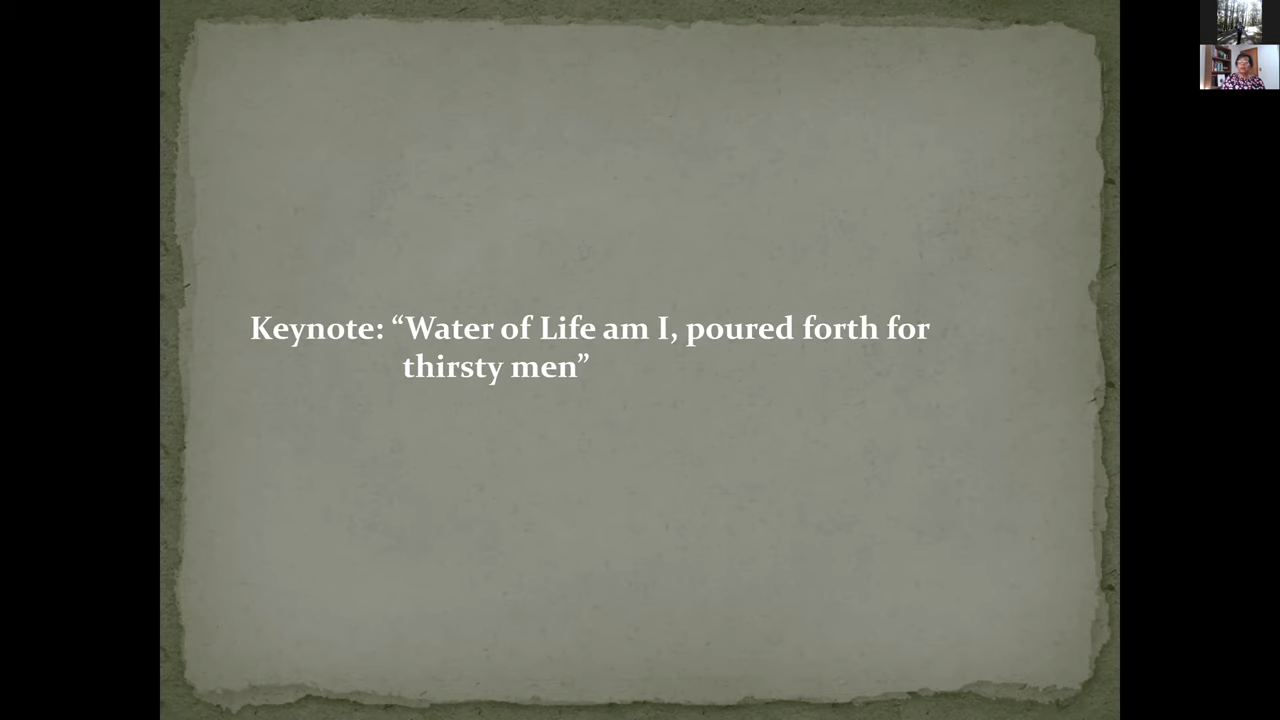 Keynote: “Water of Life am I, poured forth for
thirsty men”